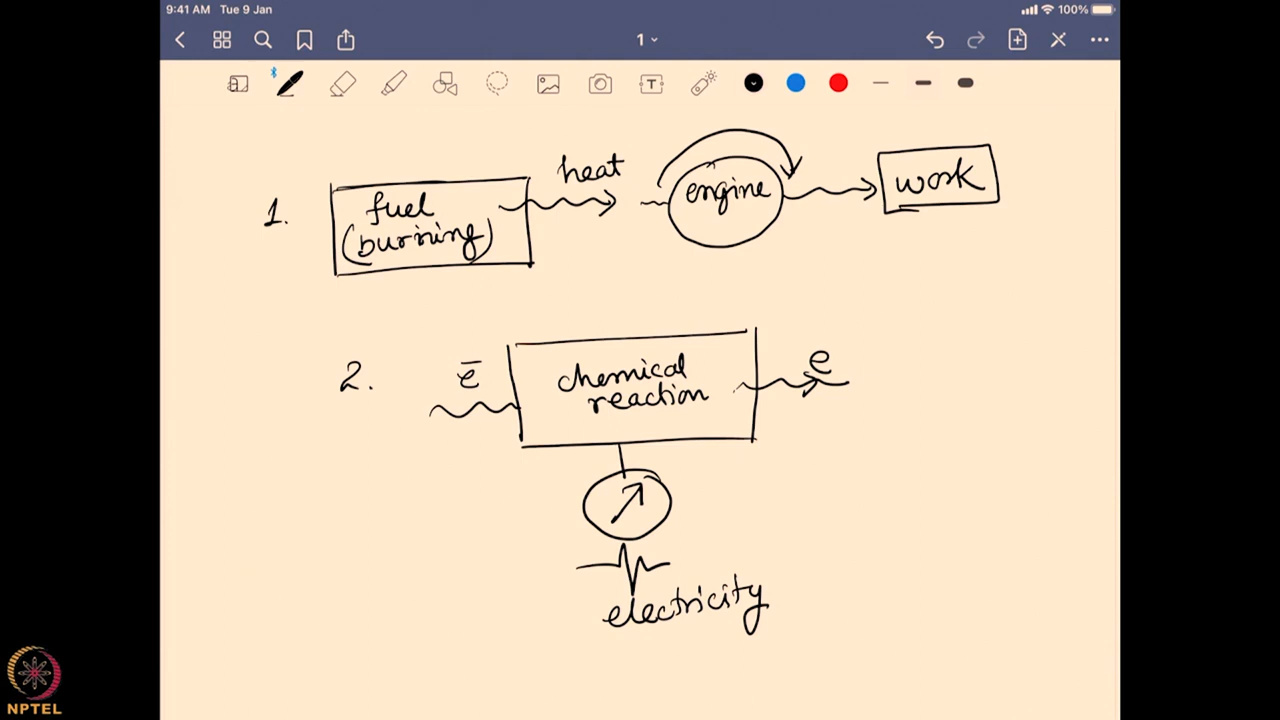 9:41 AM Tue 9 Jan
100%
1
T
heat
1.
fuel
(burning)
engine
work
2.
e̅
chemical
reaction
e
electricity
NPTEL